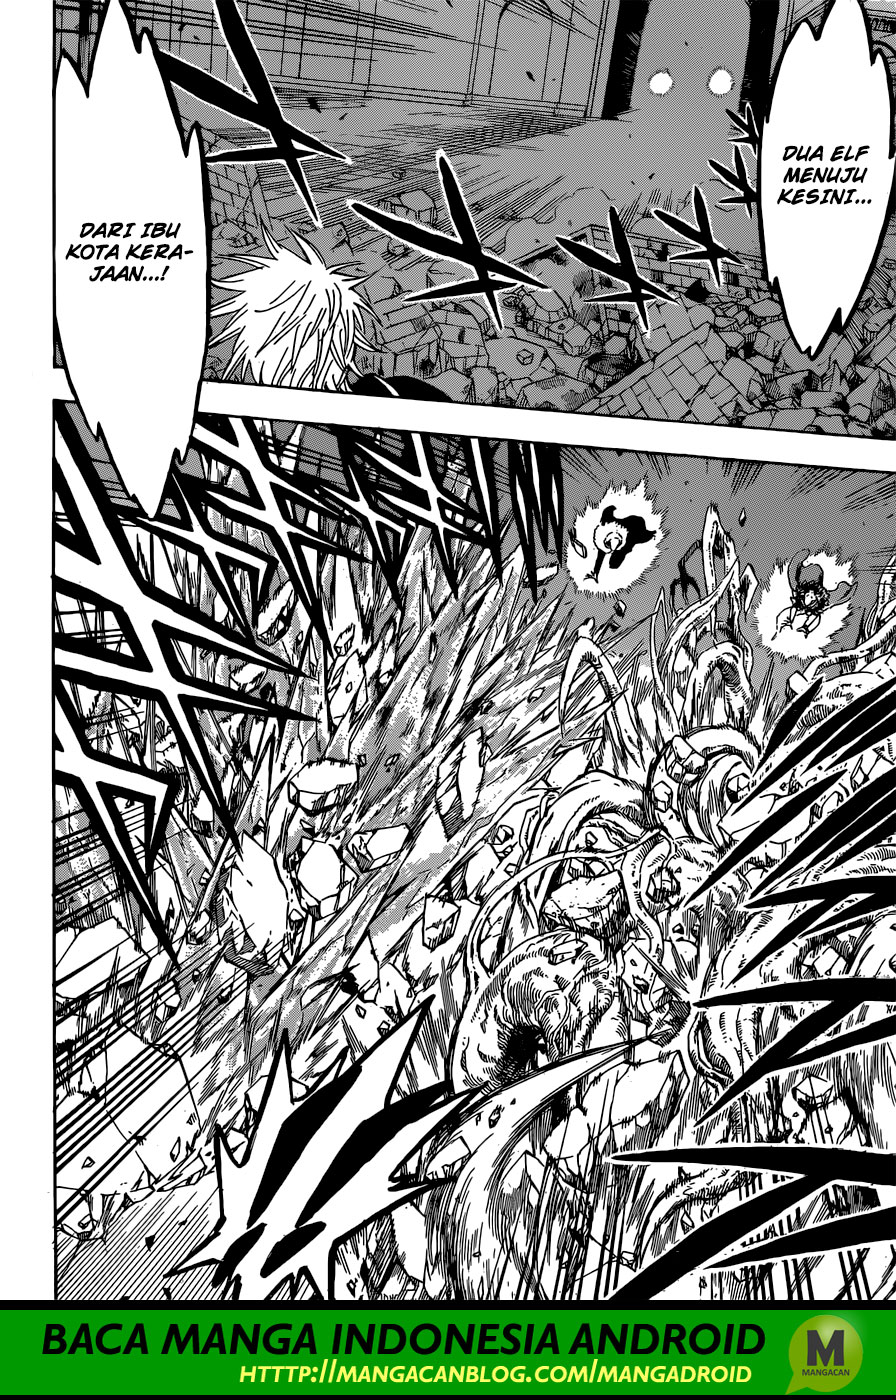 DUA ELF
MENUJU
KESINI...
DARI IBU
KOTA KERA-
JAAN...!
!!
BACA MANGA INDONESIA ANDROID
HTTTP://MANGACANBLOG.COM/MANGADROID
M
MANGACAN